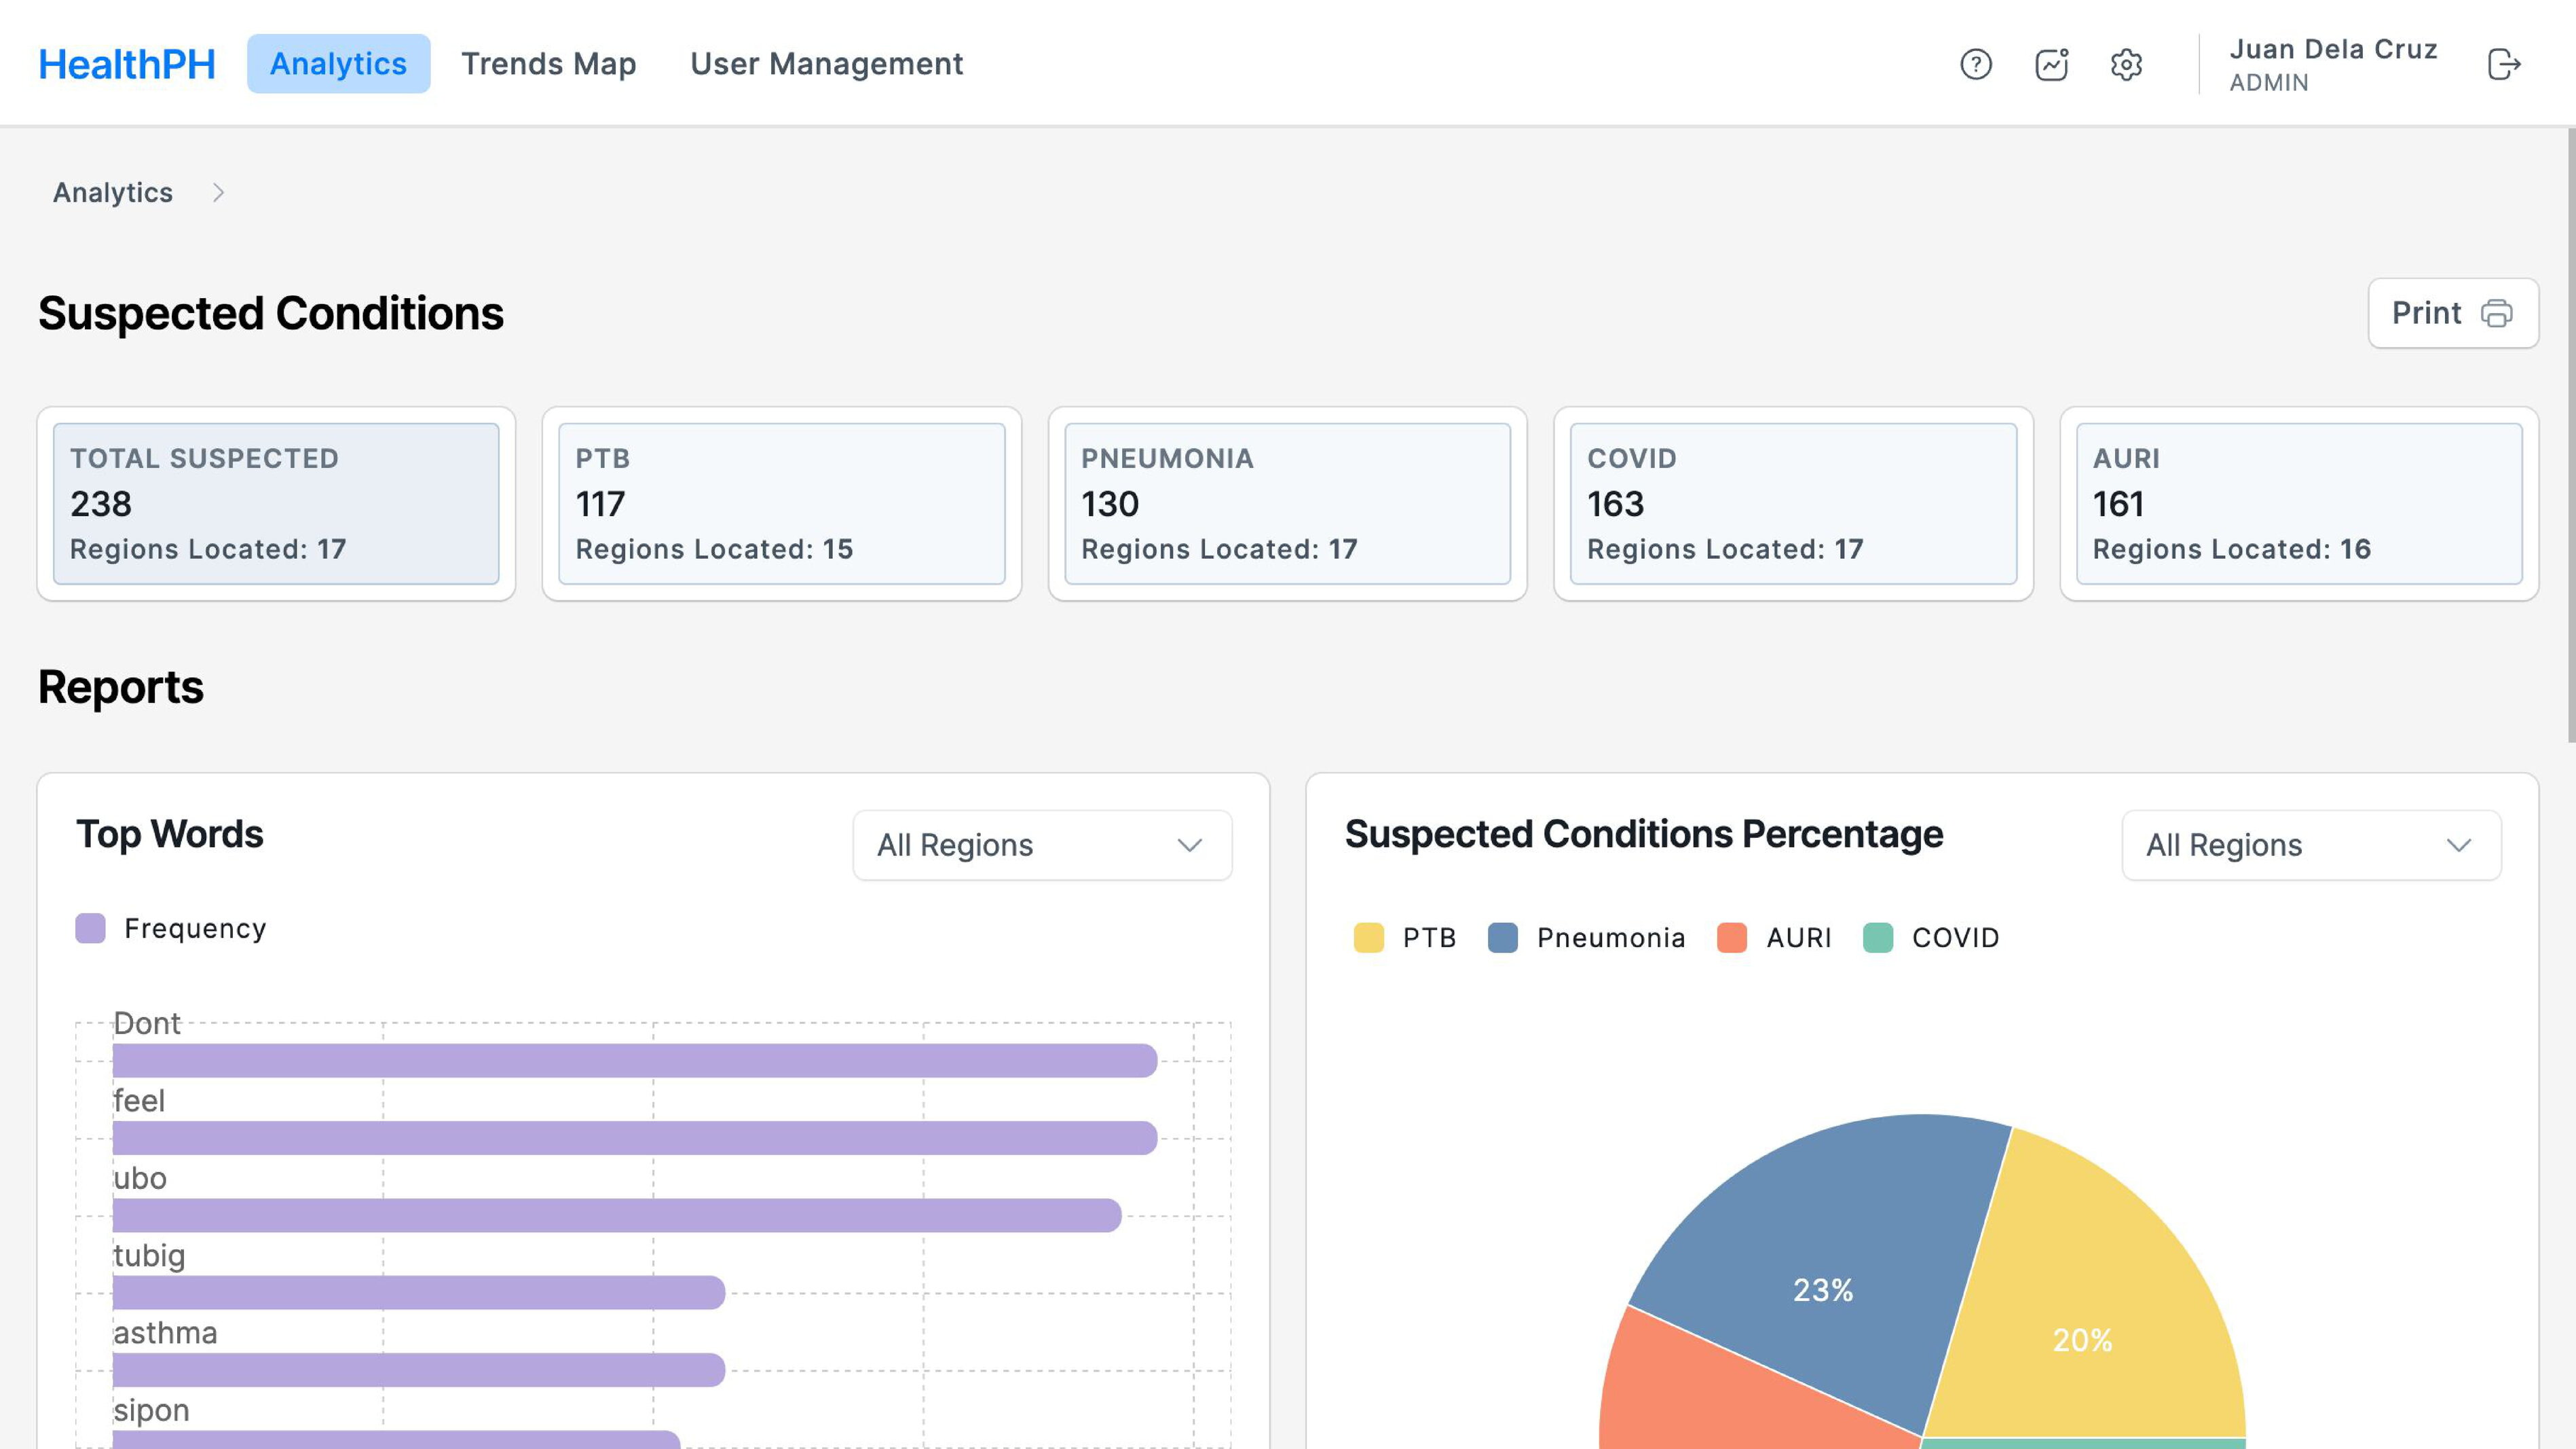 HealthPH Analytics Trends Map User Management
Juan Dela Cruz
ADMIN
Analytics
Suspected Conditions
Print
TOTAL SUSPECTED
238
Regions Located: 17
PTB
117
Regions Located: 15
PNEUMONIA
130
Regions Located: 17
COVID
163
Regions Located: 17
AURI
161
Regions Located: 16
Reports
Top Words
All Regions
Frequency
Dont
feel
ubo
tubig
asthma
sipon
Suspected Conditions Percentage
All Regions
PTB Pneumonia AURI COVID
23%
20%